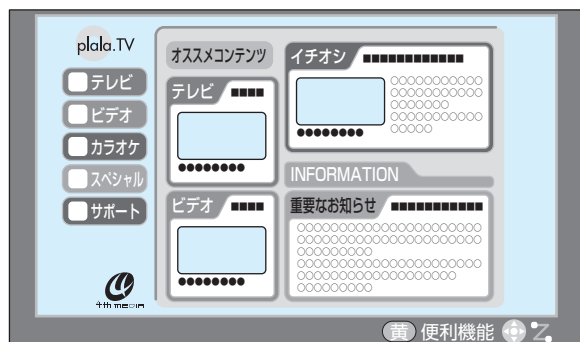 plala.TV
テレビ
ビデオ
カラオケ
スペシャル
サポート
4th MEDIA
オススメコンテンツ
テレビ ■■■■
●●●●●●●●
ビデオ ■■■■
●●●●●●●●
イチオシ ■■■■■■■■■■■■
○○○○○○○○○○
○○○○○○○○○○
○○○○○○○
○○○○○○○○○○
○○○○○
●●●●●●●●
INFORMATION
重要なお知らせ ■■■■■■■■■■■
○○○○○○○○○○○○○○○○○○○○
○○○○○○○○○○○○○○○○○○○○
○○○○○○○○
○○○○○○○○○○○○○○○○○○○○
○○○○○○○○○○○○○○○○○
○○○○○○○○
黄 便利機能